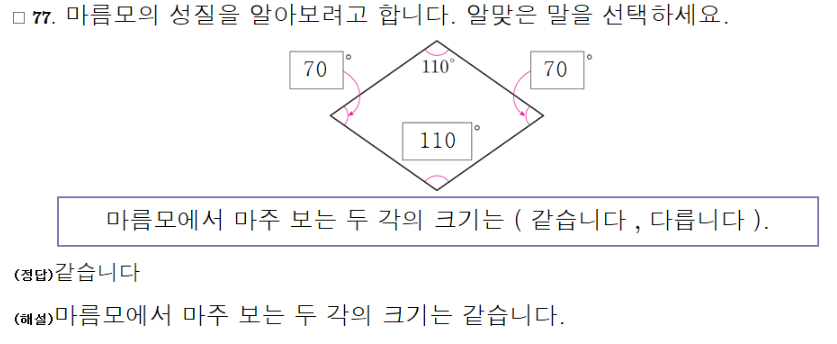 □ 77. 마름모의 성질을 알아보려고 합니다. 알맞은 말을 선택하세요.
70° 110° 70°
110°
마름모에서 마주 보는 두 각의 크기는 ( 같습니다 , 다릅니다 ).
(정답)같습니다
(해설)마름모에서 마주 보는 두 각의 크기는 같습니다.